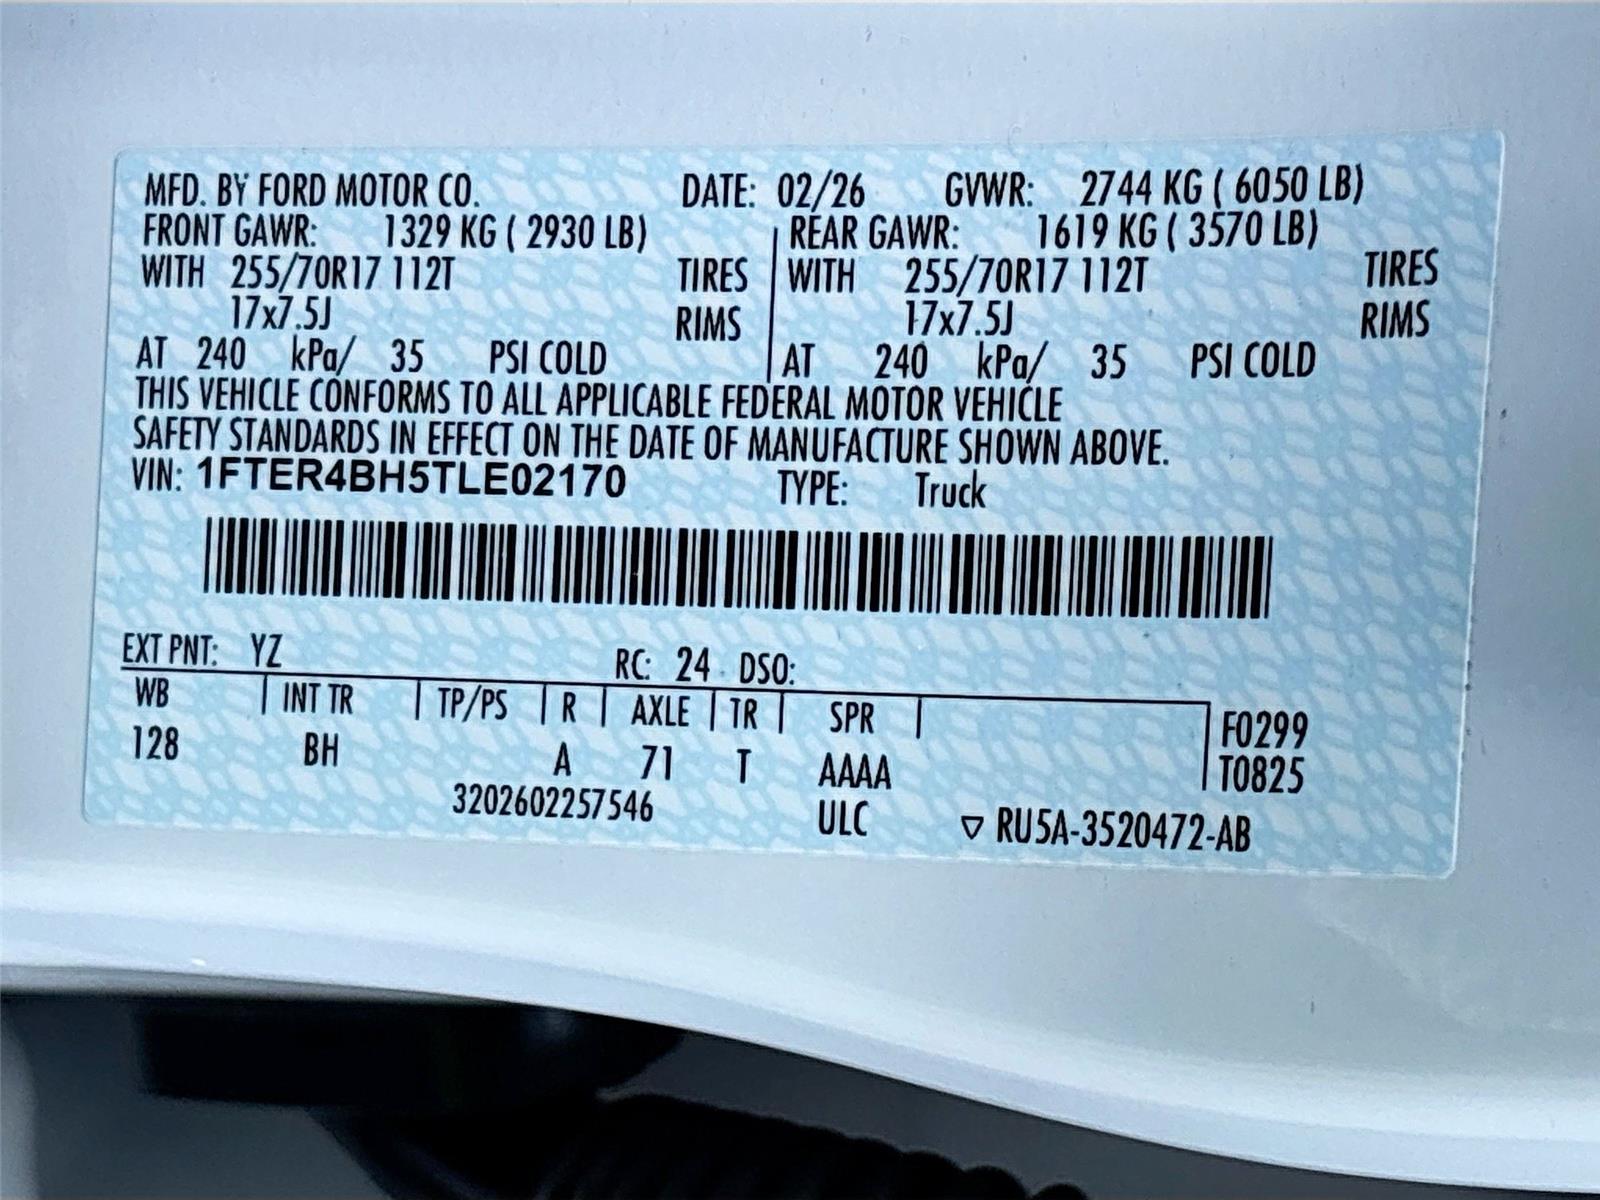 MFD. BY FORD MOTOR CO. DATE: 02/26 GVWR: 2744 KG ( 6050 LB)
FRONT GAWR: 1329 KG ( 2930 LB) REAR GAWR: 1619 KG ( 3570 LB)
WITH 255/70R17 112T TIRES WITH 255/70R17 112T TIRES
17x7.5J RIMS 17x7.5J RIMS
AT 240 kPa/ 35 PSI COLD AT 240 kPa/ 35 PSI COLD
THIS VEHICLE CONFORMS TO ALL APPLICABLE FEDERAL MOTOR VEHICLE
SAFETY STANDARDS IN EFFECT ON THE DATE OF MANUFACTURE SHOWN ABOVE.
VIN: 1FTER4BH5TLE02170 TYPE: Truck
EXT PNT: YZ RC: 24 DSO:
WB INT TR TP/PS R AXLE TR SPR F0299
128 BH A 71 T AAAA T0825
3202602257546 ULC ▽ RU5A-3520472-AB